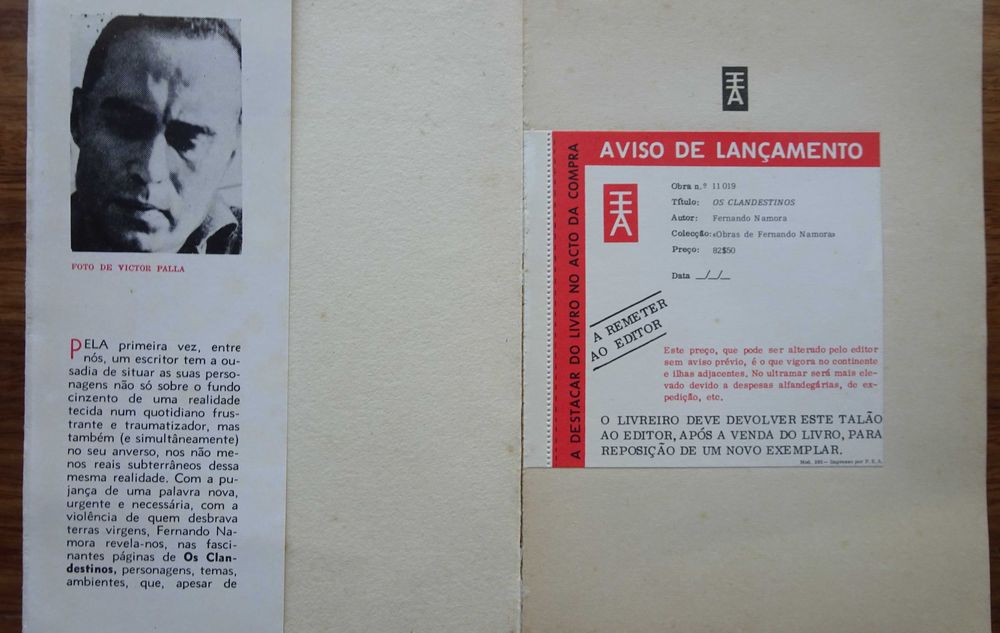 FOTO DE VICTOR PALLA
PELA primeira vez, entre
nós, um escritor tem a ou-
sadia de situar as suas perso-
nagens não só sobre o fundo
cinzento de uma realidade
tecida num quotidiano frus-
trante e traumatizador, mas
também (e simultâneamente)
no seu anverso, nos não me-
nos reais subterrâneos dessa
mesma realidade. Com a pu-
jança de uma palavra nova,
urgente e necessária, com a
violência de quem desbrava
terras virgens, Fernando Na-
mora revela-nos, nas fasci-
nantes páginas de Os Clan-
destinos, personagens, temas,
ambientes, que, apesar de
A DESTACAR DO LIVRO NO ACTO DA COMPRA
AVISO DE LANÇAMENTO
Obra n.º 11 019
Título: OS CLANDESTINOS
Autor: Fernando Namora
Colecção: «Obras de Fernando Namora»
Preço: 82$50
Data __/__/__
A REMETER
AO EDITOR
Este preço, que pode ser alterado pelo editor
sem aviso prévio, é o que vigora no continente
e ilhas adjacentes. No ultramar será mais ele-
vado devido a despesas alfandegárias, de ex-
pedição, etc.
O LIVREIRO DEVE DEVOLVER ESTE TALÃO
AO EDITOR, APÓS A VENDA DO LIVRO, PARA
REPOSIÇÃO DE UM NOVO EXEMPLAR.
Impresso por P. E. A.